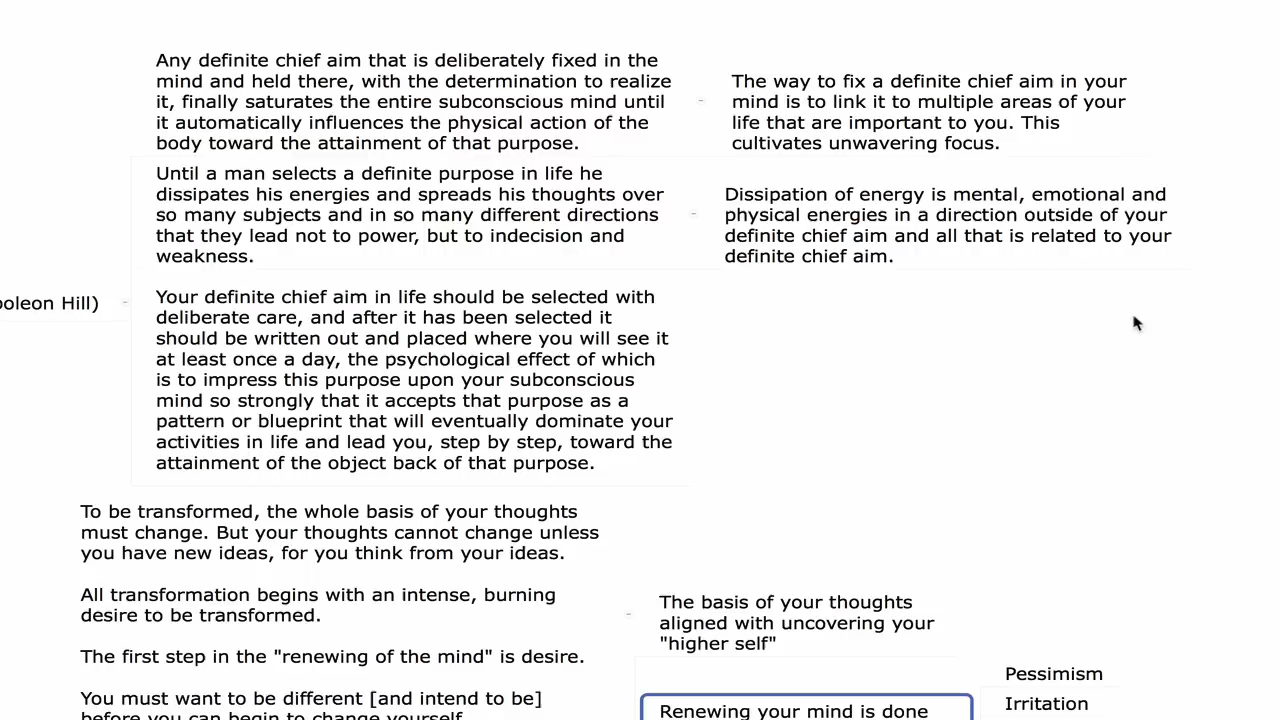 Any definite chief aim that is deliberately fixed in the
mind and held there, with the determination to realize
it, finally saturates the entire subconscious mind until
it automatically influences the physical action of the
body toward the attainment of that purpose.
The way to fix a definite chief aim in your
mind is to link it to multiple areas of your
life that are important to you. This
cultivates unwavering focus.
Until a man selects a definite purpose in life he
dissipates his energies and spreads his thoughts over
so many subjects and in so many different directions
that they lead not to power, but to indecision and
weakness.
Dissipation of energy is mental, emotional and
physical energies in a direction outside of your
definite chief aim and all that is related to your
definite chief aim.
poleon Hill)
Your definite chief aim in life should be selected with
deliberate care, and after it has been selected it
should be written out and placed where you will see it
at least once a day, the psychological effect of which
is to impress this purpose upon your subconscious
mind so strongly that it accepts that purpose as a
pattern or blueprint that will eventually dominate your
activities in life and lead you, step by step, toward the
attainment of the object back of that purpose.
To be transformed, the whole basis of your thoughts
must change. But your thoughts cannot change unless
you have new ideas, for you think from your ideas.
All transformation begins with an intense, burning
desire to be transformed.
The first step in the "renewing of the mind" is desire.
You must want to be different [and intend to be]
before you can begin to change yourself.
The basis of your thoughts
aligned with uncovering your
"higher self"
Renewing your mind is done
Pessimism
Irritation